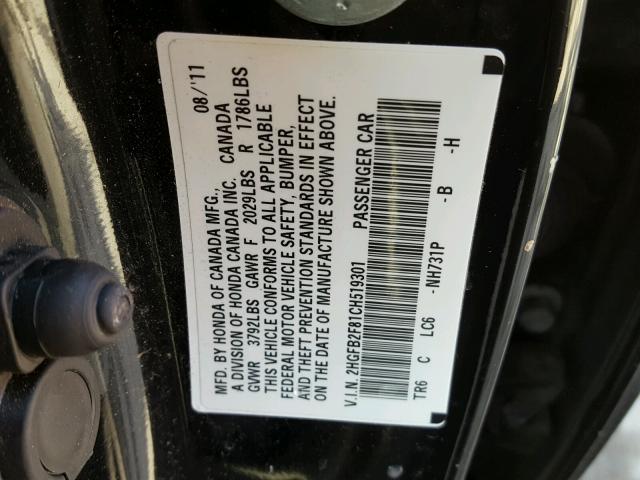 MFD. BY HONDA OF CANADA MFG., 08/'11
A DIVISION OF HONDA CANADA INC. CANADA
GVWR 3792LBS GAWR F 2029LBS R 1786LBS
THIS VEHICLE CONFORMS TO ALL APPLICABLE
FEDERAL MOTOR VEHICLE SAFETY, BUMPER,
AND THEFT PREVENTION STANDARDS IN EFFECT
ON THE DATE OF MANUFACTURE SHOWN ABOVE.
V.I.N. 2HGFB2F81CH519301 PASSENGER CAR
TR6 C LC6 -NH731P -B -H